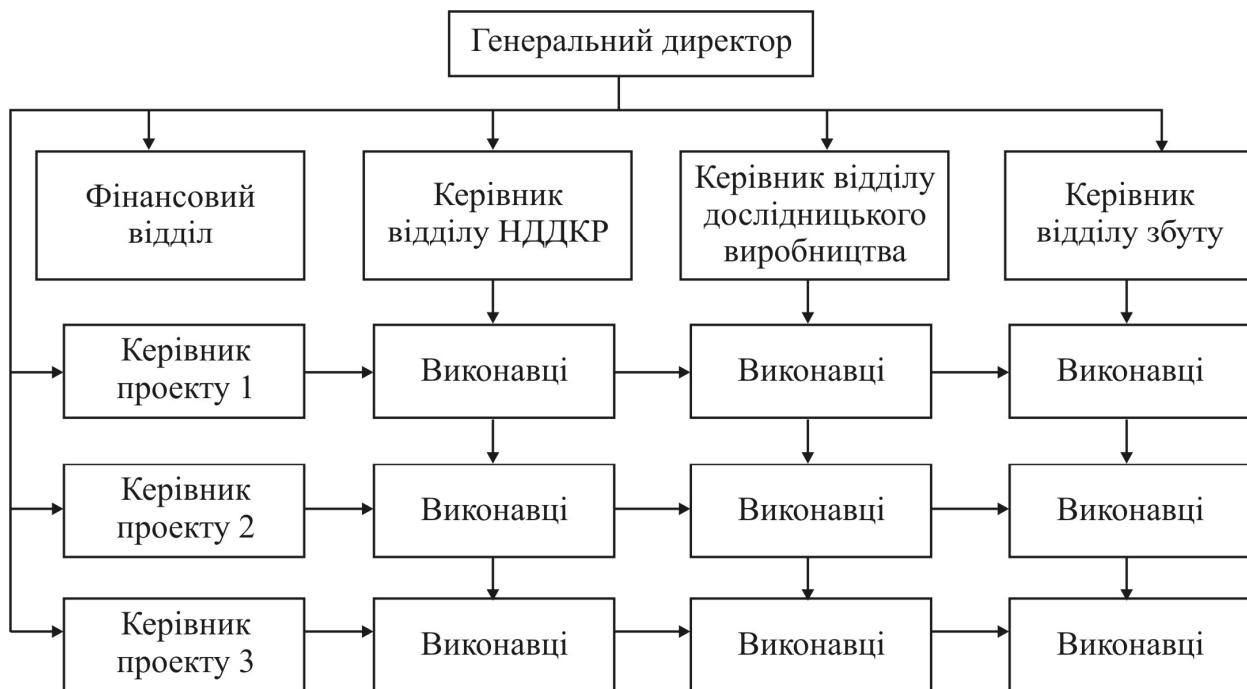 Генеральний директор
Фінансовий
відділ
Керівник
відділу НДДКР
Керівник відділу
дослідницького
виробництва
Керівник
відділу збуту
Керівник
проекту 1
Виконавці
Виконавці
Виконавці
Керівник
проекту 2
Виконавці
Виконавці
Виконавці
Керівник
проекту 3
Виконавці
Виконавці
Виконавці